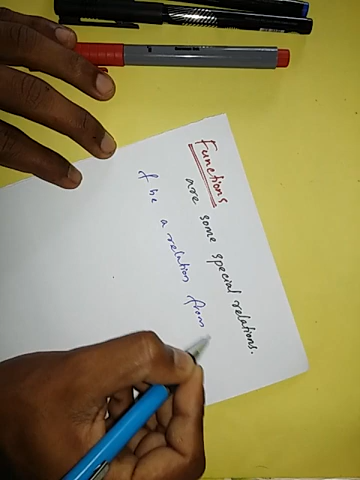 Functions
are some special relations.
f be a relation from